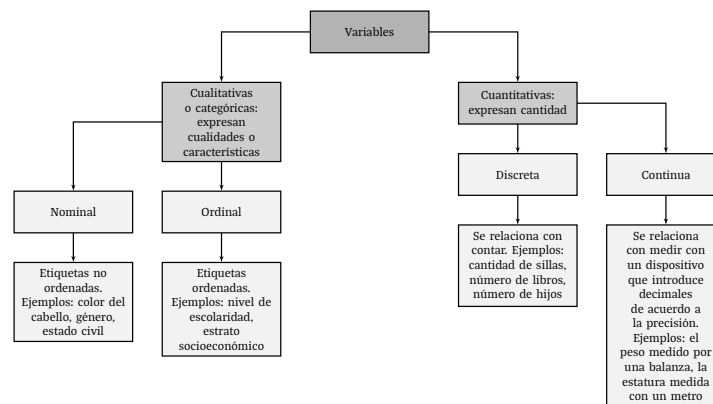 Variables
Cualitativas
o categóricas:
expresan
cualidades o
características
Cuantitativas:
expresan cantidad
Nominal
Ordinal
Discreta
Continua
Etiquetas no
ordenadas.
Ejemplos: color del
cabello, género,
estado civil
Etiquetas
ordenadas.
Ejemplos: nivel de
escolaridad,
estrato
socioeconómico
Se relaciona con
contar. Ejemplos:
cantidad de sillas,
número de libros,
número de hijos
Se relaciona
con medir con
un dispositivo
que introduce
decimales
de acuerdo a
la precisión.
Ejemplos: el
peso medido por
una balanza, la
estatura medida
con un metro